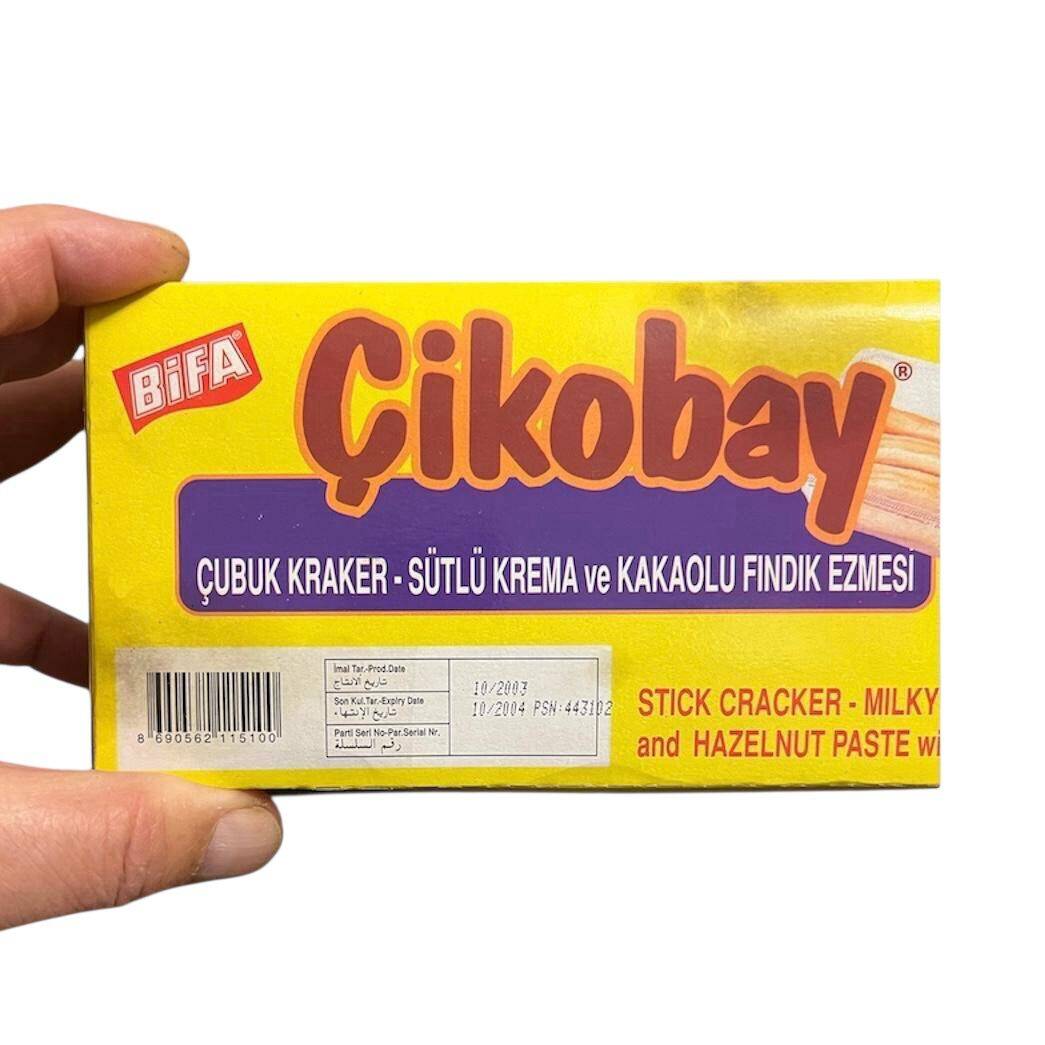 BiFA®
Çikobay®
ÇUBUK KRAKER - SÜTLÜ KREMA ve KAKAOLU FINDIK EZMESİ
İmal Tar.-Prod.Date
تاريخ الانتاج
Son Kul.Tar.-Expiry Date
تاريخ الإنتهاء
Parti Seri No-Par.Serial Nr.
رقم السلسلة
10/2003
10/2004 PSN:443102
8 690562 115100
STICK CRACKER - MILKY
and HAZELNUT PASTE wi